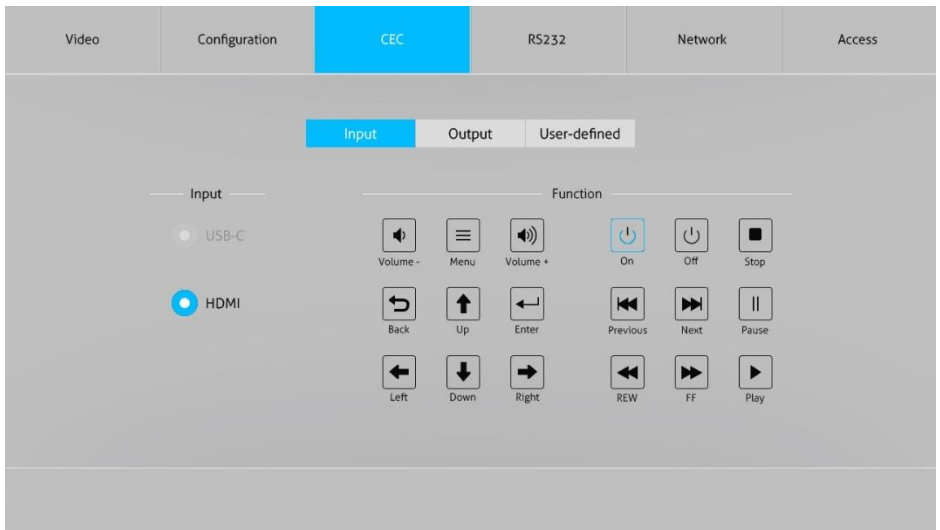 Video Configuration CEC RS232 Network Access
Input Output User-defined
Input Function
USB-C
Volume - Menu Volume + On Off Stop
HDMI
Back Up Enter Previous Next Pause
Left Down Right REW FF Play